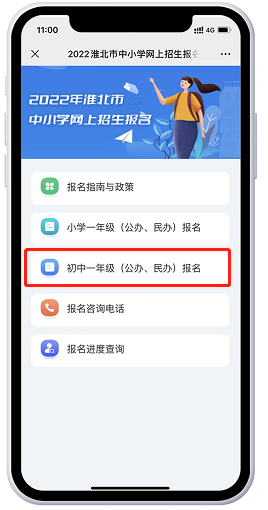 11:00
4G
2022淮北市中小学网上招生报名
2022年淮北市
中小学网上招生报名
报名指南与政策
小学一年级（公办、民办）报名
初中一年级（公办、民办）报名
报名咨询电话
报名进度查询